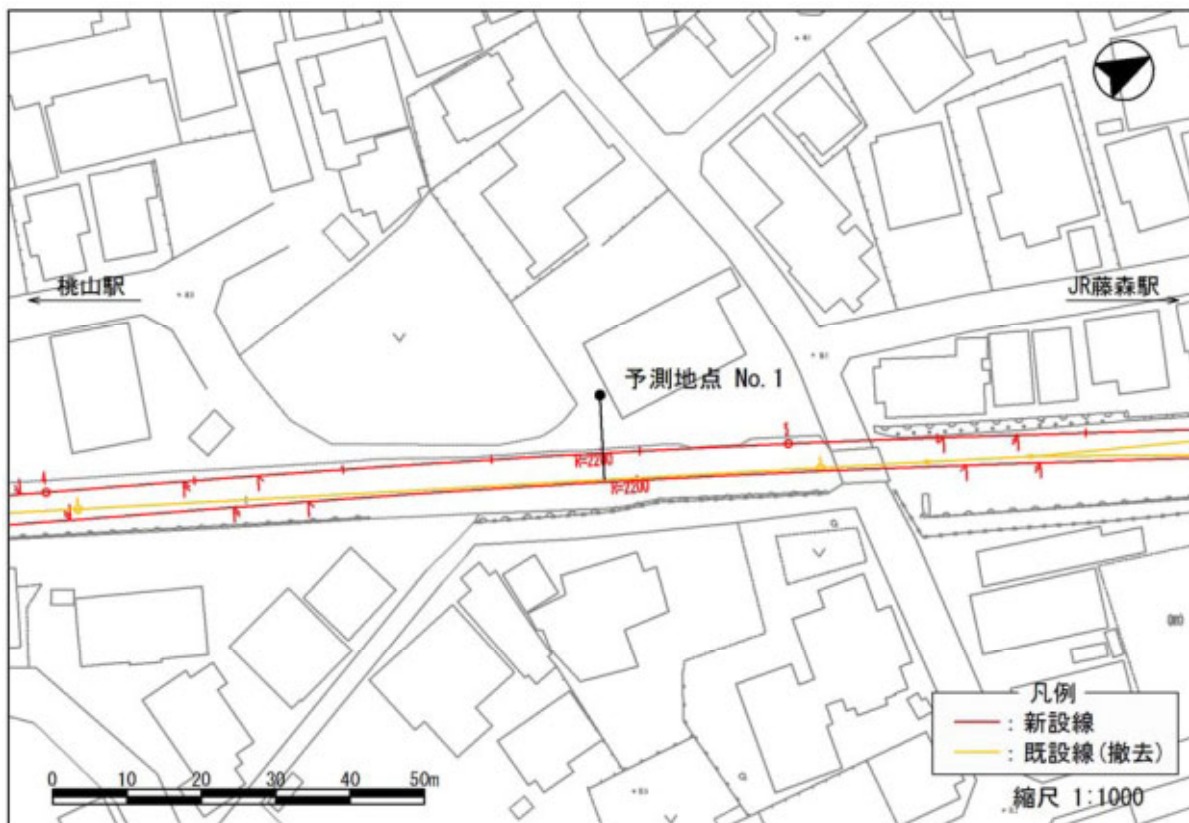 桃山駅
JR藤森駅
予測地点 No.1
R=2200
R=2200
凡例
: 新設線
: 既設線(撤去)
縮尺 1:1000
0 10 20 30 40 50m